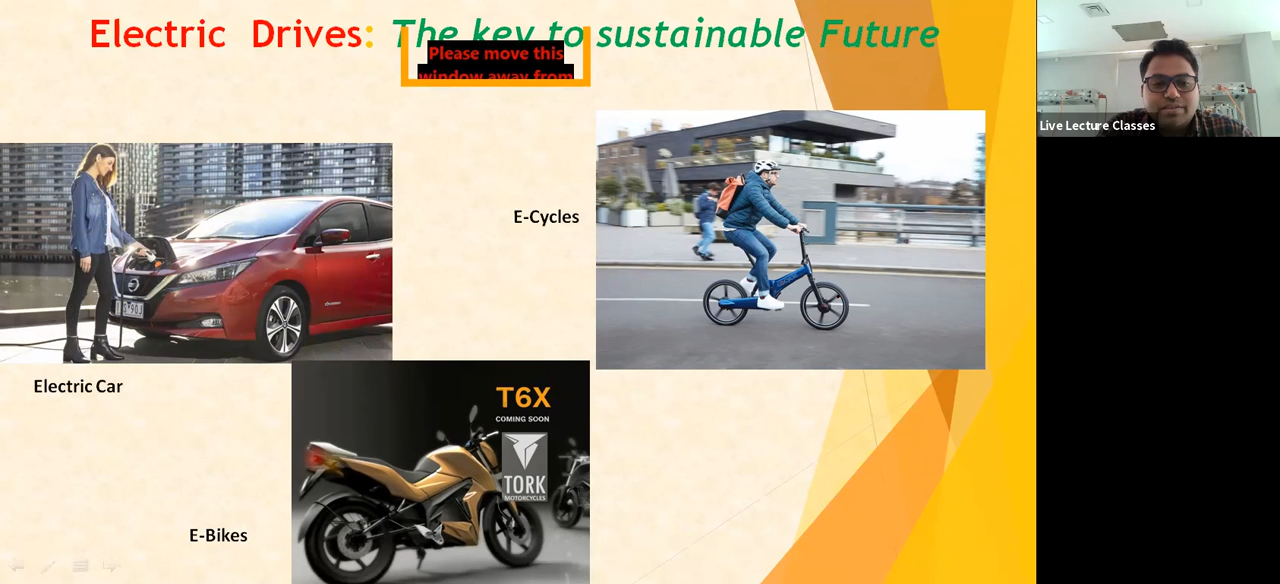 Electric Drives: The key to sustainable Future
Please move this
window away from
Live Lecture Classes
E-Cycles
Electric Car
T6X
COMING SOON
TORK
MOTORCYCLES
E-Bikes